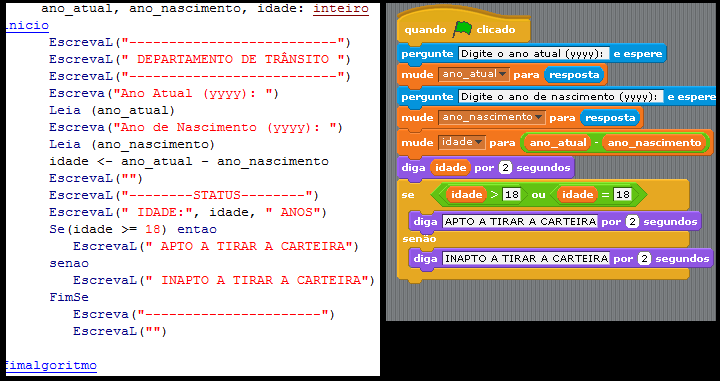 ano_atual, ano_nascimento, idade: inteiro
inicio
EscrevaL("--------------------------")
EscrevaL(" DEPARTAMENTO DE TRÂNSITO ")
EscrevaL("--------------------------")
Escreva("Ano Atual (yyyy): ")
Leia (ano_atual)
Escreva("Ano de Nascimento (yyyy): ")
Leia (ano_nascimento)
idade <- ano_atual - ano_nascimento
EscrevaL("")
EscrevaL("--------STATUS--------")
EscrevaL(" IDADE:", idade, " ANOS")
Se(idade >= 18) entao
EscrevaL(" APTO A TIRAR A CARTEIRA")
senao
EscrevaL(" INAPTO A TIRAR A CARTEIRA")
FimSe
Escreva("----------------------")
EscrevaL("")
fimalgoritmo
quando clicado
pergunte Digite o ano atual (yyyy): e espere
mude ano_atual para resposta
pergunte Digite o ano de nascimento (yyyy): e espere
mude ano_nascimento para resposta
mude idade para ano_atual - ano_nascimento
diga idade por 2 segundos
se idade > 18 ou idade = 18
diga APTO A TIRAR A CARTEIRA por 2 segundos
senão
diga INAPTO A TIRAR A CARTEIRA por 2 segundos